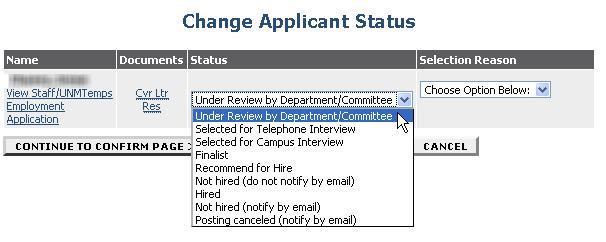 Change Applicant Status
Name Documents Status Selection Reason
View Staff/UNMTemps
Employment
Application
Cvr Ltr
Res
Under Review by Department/Committee
Choose Option Below:
Under Review by Department/Committee
Selected for Telephone Interview
Selected for Campus Interview
Finalist
Recommend for Hire
Not hired (do not notify by email)
Hired
Not hired (notify by email)
Posting canceled (notify by email)
CONTINUE TO CONFIRM PAGE >
CANCEL